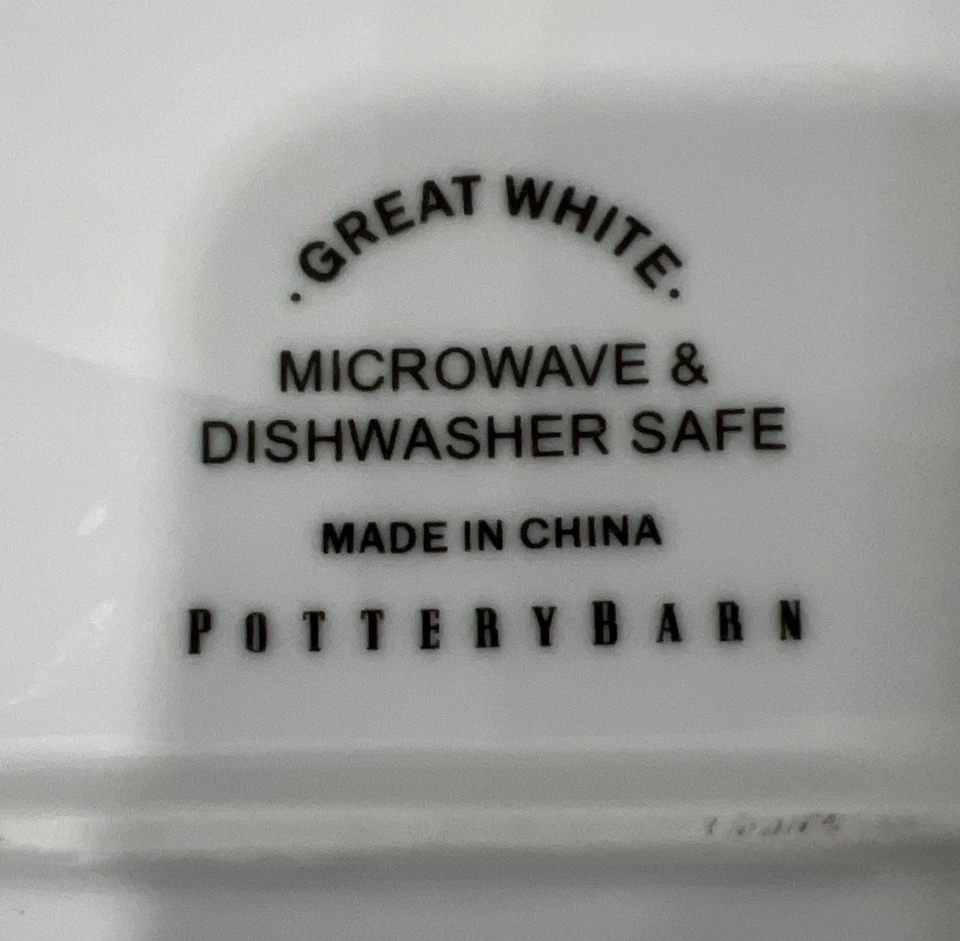 · GREAT WHITE ·
MICROWAVE &
DISHWASHER SAFE
MADE IN CHINA
POTTERYBARN